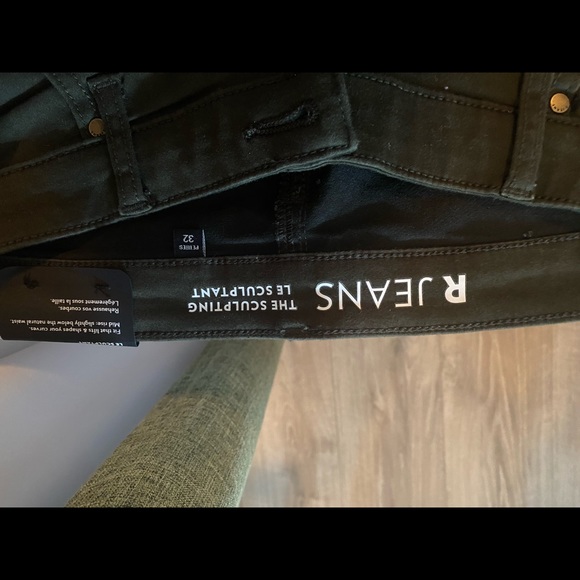 R JEANS
THE SCULPTING
LE SCULPTANT
32
Fit that lifts & shapes your curves.
Mid rise: slightly below the natural waist.
Rehausse vos courbes.
Légèrement sous la taille.